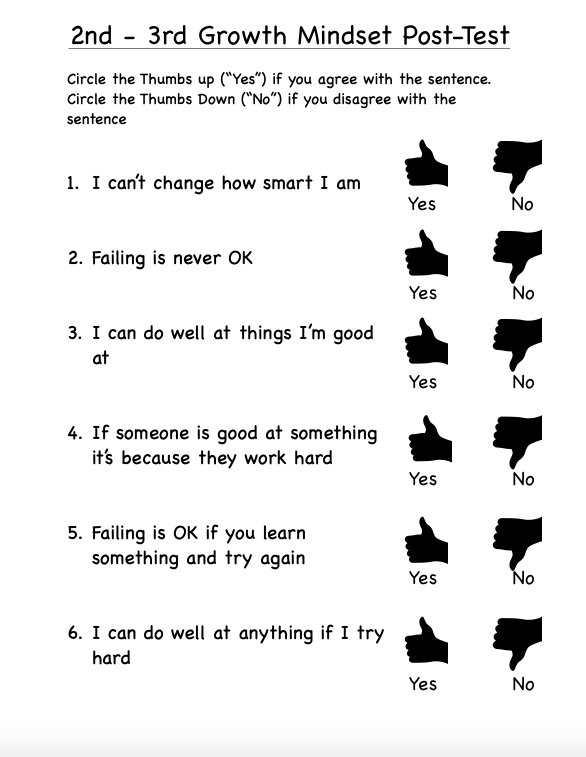 2nd - 3rd Growth Mindset Post-Test
Circle the Thumbs up ("Yes") if you agree with the sentence.
Circle the Thumbs Down ("No") if you disagree with the
sentence
1. I can't change how smart I am
Yes No
2. Failing is never OK
Yes No
3. I can do well at things I'm good
at
Yes No
4. If someone is good at something
it's because they work hard
Yes No
5. Failing is OK if you learn
something and try again
Yes No
6. I can do well at anything if I try
hard
Yes No